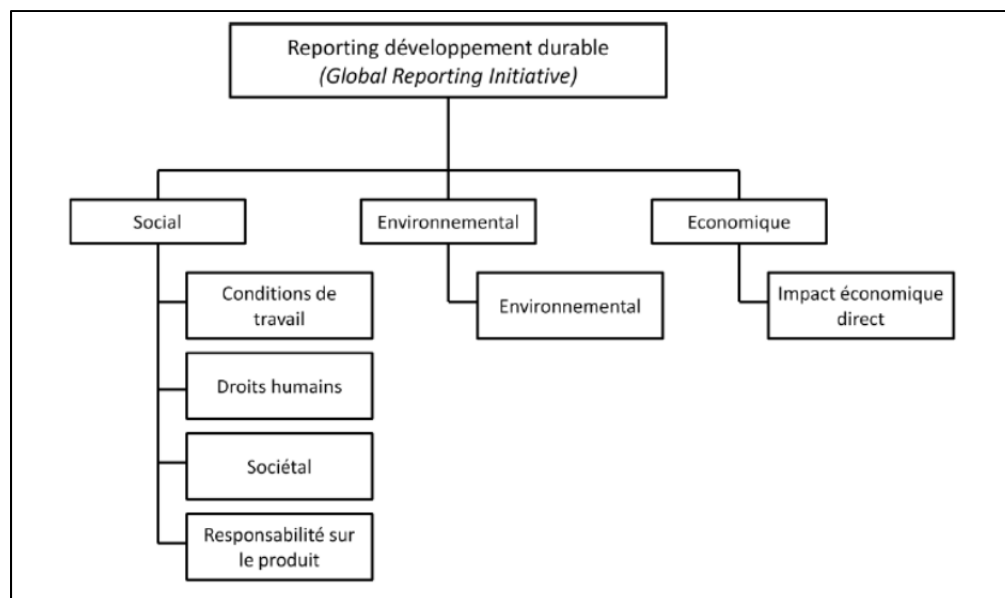 Reporting développement durable
(Global Reporting Initiative)
Social
Environnemental
Economique
Conditions de
travail
Droits humains
Sociétal
Responsabilité sur
le produit
Environnemental
Impact économique
direct